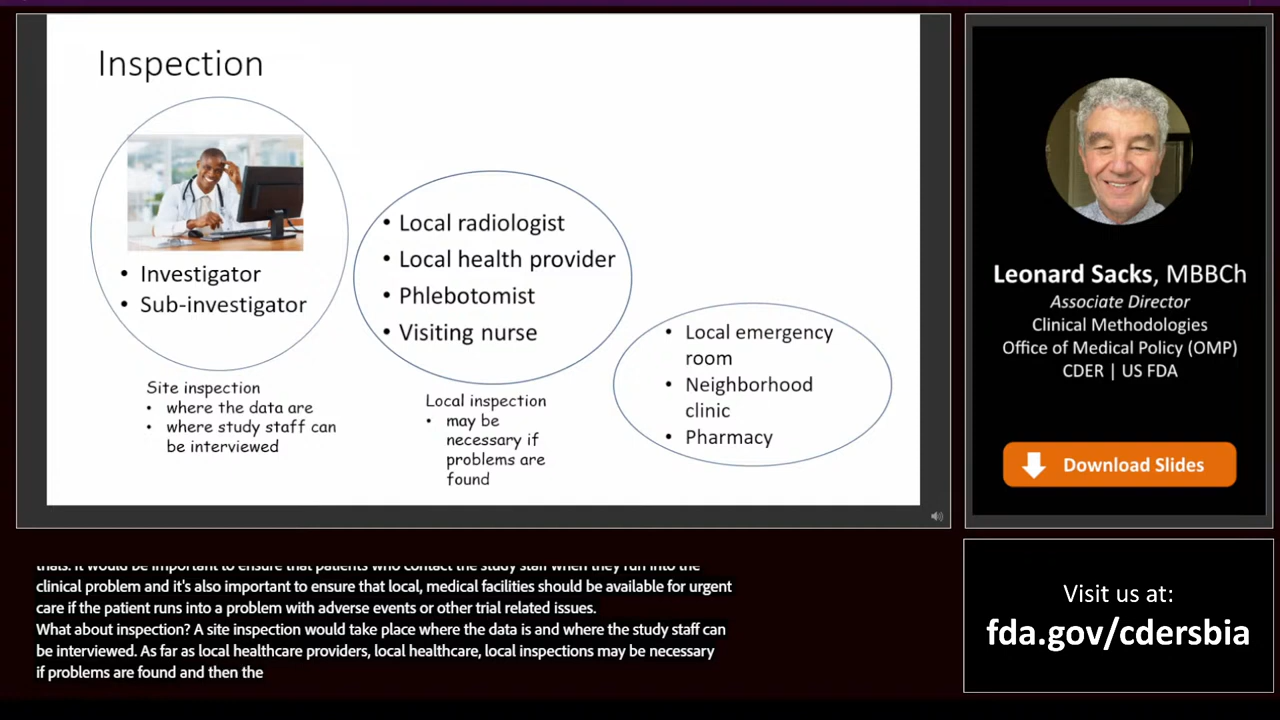 Inspection
Investigator
Sub-investigator
Site inspection
where the data are
where study staff can
be interviewed
Local radiologist
Local health provider
Phlebotomist
Visiting nurse
Local inspection
may be
necessary if
problems are
found
Local emergency
room
Neighborhood
clinic
Pharmacy
Leonard Sacks, MBBCh
Associate Director
Clinical Methodologies
Office of Medical Policy (OMP)
CDER | US FDA
Download Slides
Visit us at:
fda.gov/cdersbia
trials. It would be important to ensure that patients who contact the study staff when they run into the
clinical problem and it's also important to ensure that local, medical facilities should be available for urgent
care if the patient runs into a problem with adverse events or other trial related issues.
What about inspection? A site inspection would take place where the data is and where the study staff can
be interviewed. As far as local healthcare providers, local healthcare, local inspections may be necessary
if problems are found and then the